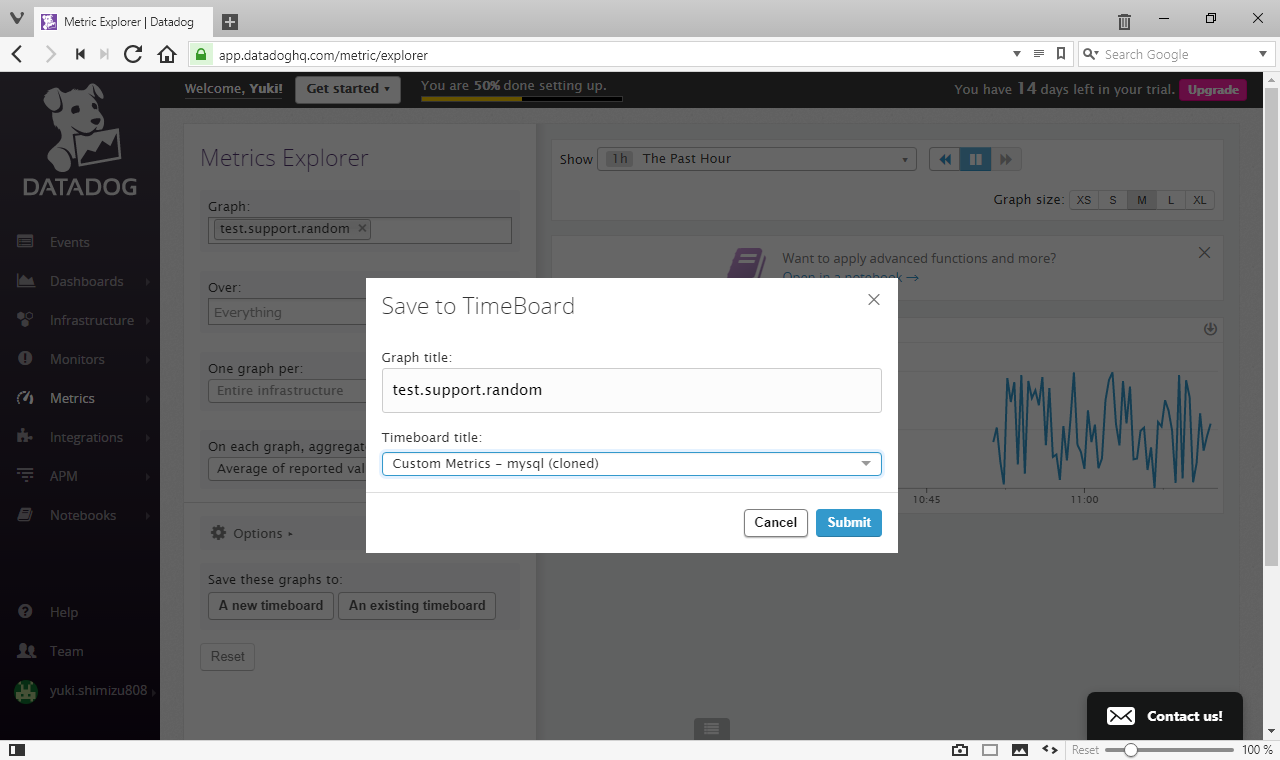 Metric Explorer | Datadog
app.datadoghq.com/metric/explorer
Search Google
DATADOG
Welcome, Yuki!
Get started
You are 50% done setting up.
You have 14 days left in your trial.
Upgrade
Events
Dashboards
Infrastructure
Monitors
Metrics
Integrations
APM
Notebooks
Help
Team
yuki.shimizu808
Metrics Explorer
Graph:
test.support.random
Over:
Everything
One graph per:
Entire infrastructure
On each graph, aggregat
Average of reported val
Options
Save these graphs to:
A new timeboard
An existing timeboard
Reset
Show
1h The Past Hour
Graph size:
XS S M L XL
Want to apply advanced functions and more?
Open in a notebook →
10:45
11:00
Save to TimeBoard
Graph title:
test.support.random
Timeboard title:
Custom Metrics – mysql (cloned)
Cancel
Submit
Contact us!
Reset
100 %